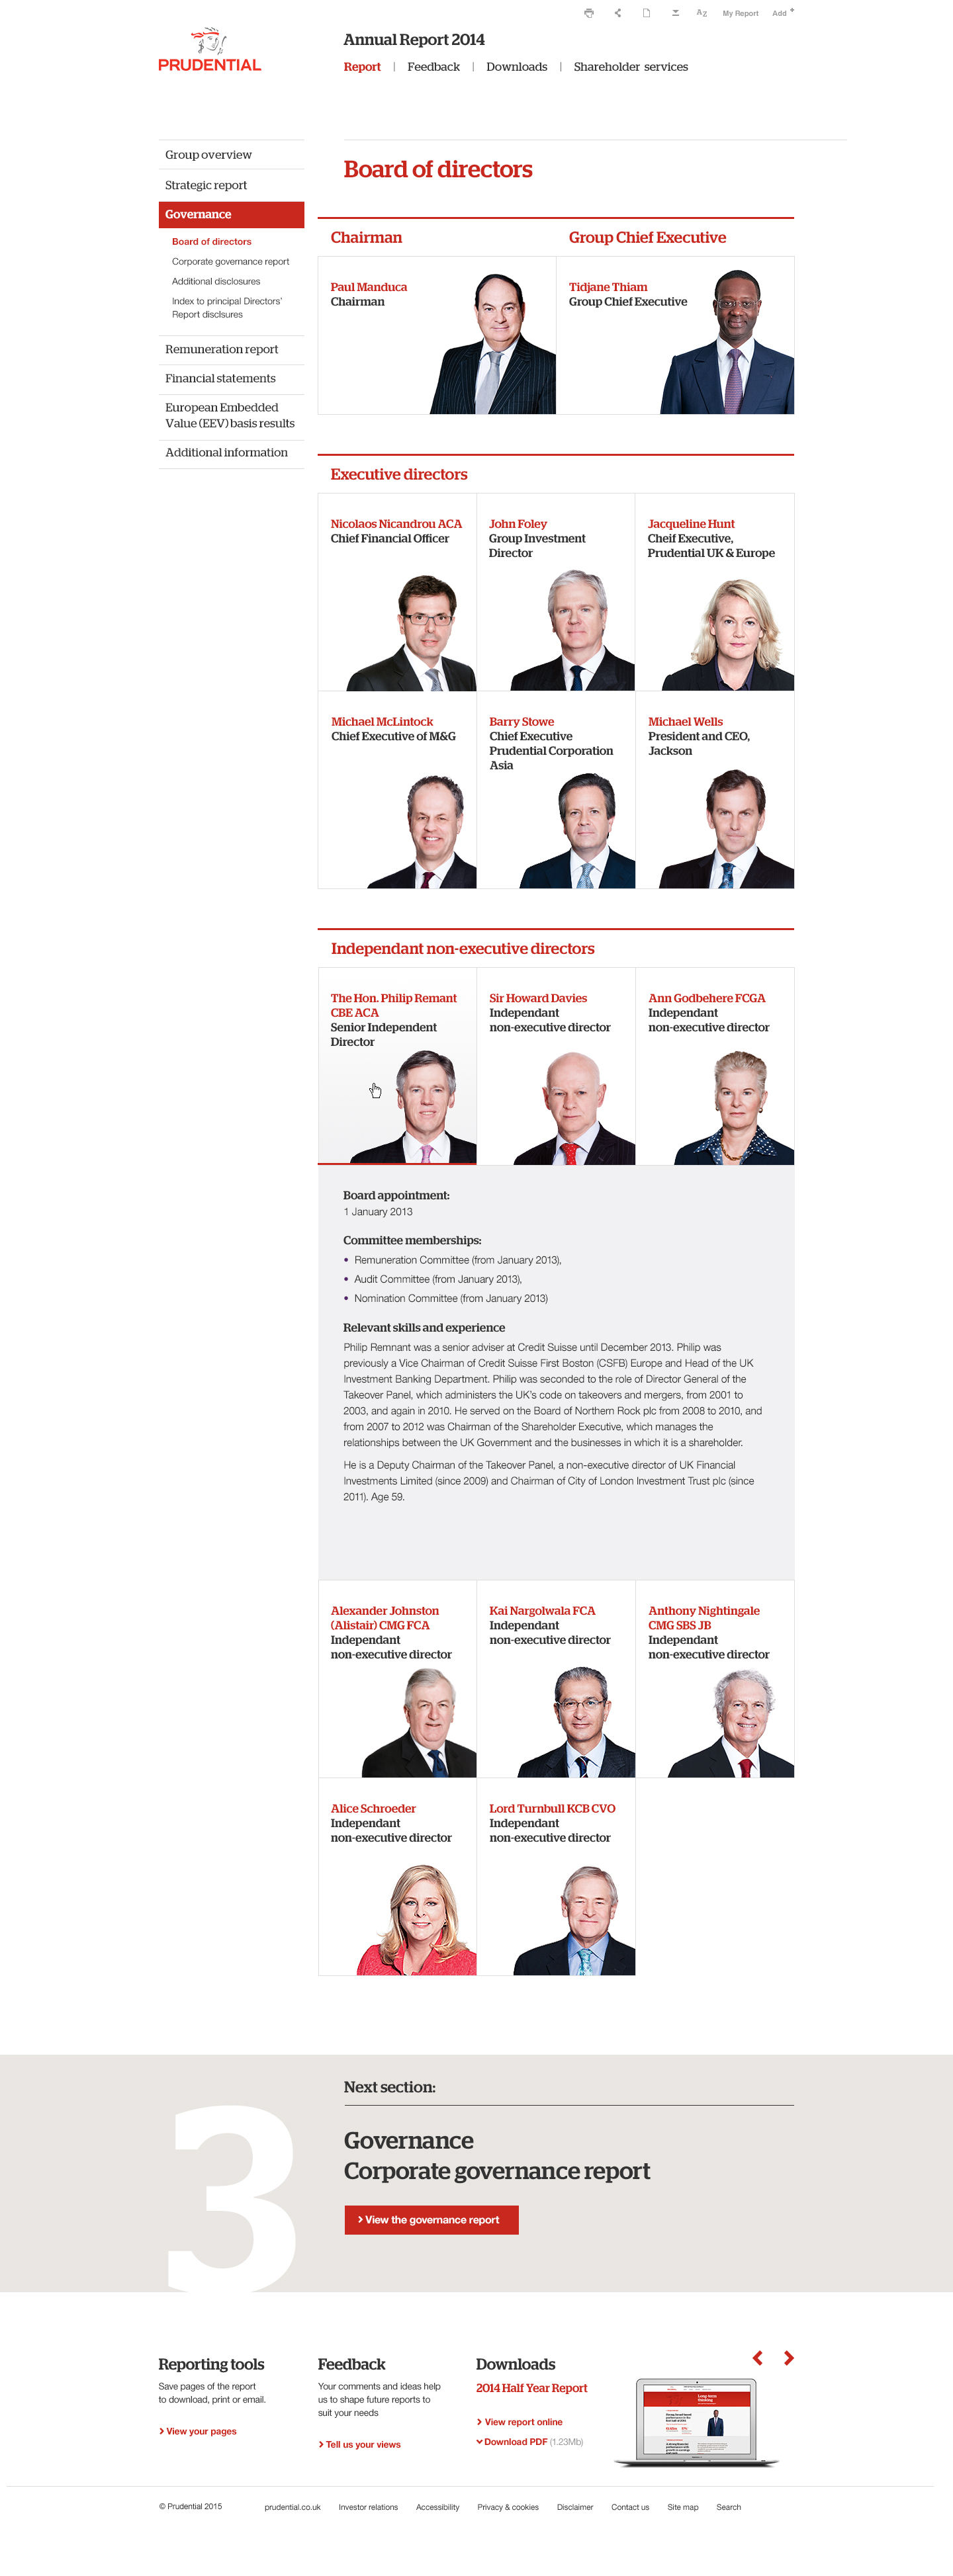 My Report
Add +
PRUDENTIAL
Annual Report 2014
Report | Feedback | Downloads | Shareholder services
Group overview
Strategic report
Governance
Board of directors
Corporate governance report
Additional disclosures
Index to principal Directors'
Report disclsures
Remuneration report
Financial statements
European Embedded
Value (EEV) basis results
Additional information
Board of directors
Chairman
Group Chief Executive
Paul Manduca
Chairman
Tidjane Thiam
Group Chief Executive
Executive directors
Nicolaos Nicandrou ACA
Chief Financial Officer
John Foley
Group Investment
Director
Jacqueline Hunt
Cheif Executive,
Prudential UK & Europe
Michael McLintock
Chief Executive of M&G
Barry Stowe
Chief Executive
Prudential Corporation
Asia
Michael Wells
President and CEO,
Jackson
Independant non-executive directors
The Hon. Philip Remant
CBE ACA
Senior Independent
Director
Sir Howard Davies
Independant
non-executive director
Ann Godbehere FCGA
Independant
non-executive director
Board appointment:
1 January 2013
Committee memberships:
• Remuneration Committee (from January 2013),
• Audit Committee (from January 2013),
• Nomination Committee (from January 2013)
Relevant skills and experience
Philip Remnant was a senior adviser at Credit Suisse until December 2013. Philip was
previously a Vice Chairman of Credit Suisse First Boston (CSFB) Europe and Head of the UK
Investment Banking Department. Philip was seconded to the role of Director General of the
Takeover Panel, which administers the UK's code on takeovers and mergers, from 2001 to
2003, and again in 2010. He served on the Board of Northern Rock plc from 2008 to 2010, and
from 2007 to 2012 was Chairman of the Shareholder Executive, which manages the
relationships between the UK Government and the businesses in which it is a shareholder.
He is a Deputy Chairman of the Takeover Panel, a non-executive director of UK Financial
Investments Limited (since 2009) and Chairman of City of London Investment Trust plc (since
2011). Age 59.
Alexander Johnston
(Alistair) CMG FCA
Independant
non-executive director
Kai Nargolwala FCA
Independant
non-executive director
Anthony Nightingale
CMG SBS JB
Independant
non-executive director
Alice Schroeder
Independant
non-executive director
Lord Turnbull KCB CVO
Independant
non-executive director
3
Next section:
Governance
Corporate governance report
View the governance report
Reporting tools
Save pages of the report
to download, print or email.
View your pages
Feedback
Your comments and ideas help
us to shape future reports to
suit your needs
Tell us your views
Downloads
2014 Half Year Report
View report online
Download PDF (1.23Mb)
Long-term
© Prudential 2015
prudential.co.uk
Investor relations
Accessibility
Privacy & cookies
Disclaimer
Contact us
Site map
Search